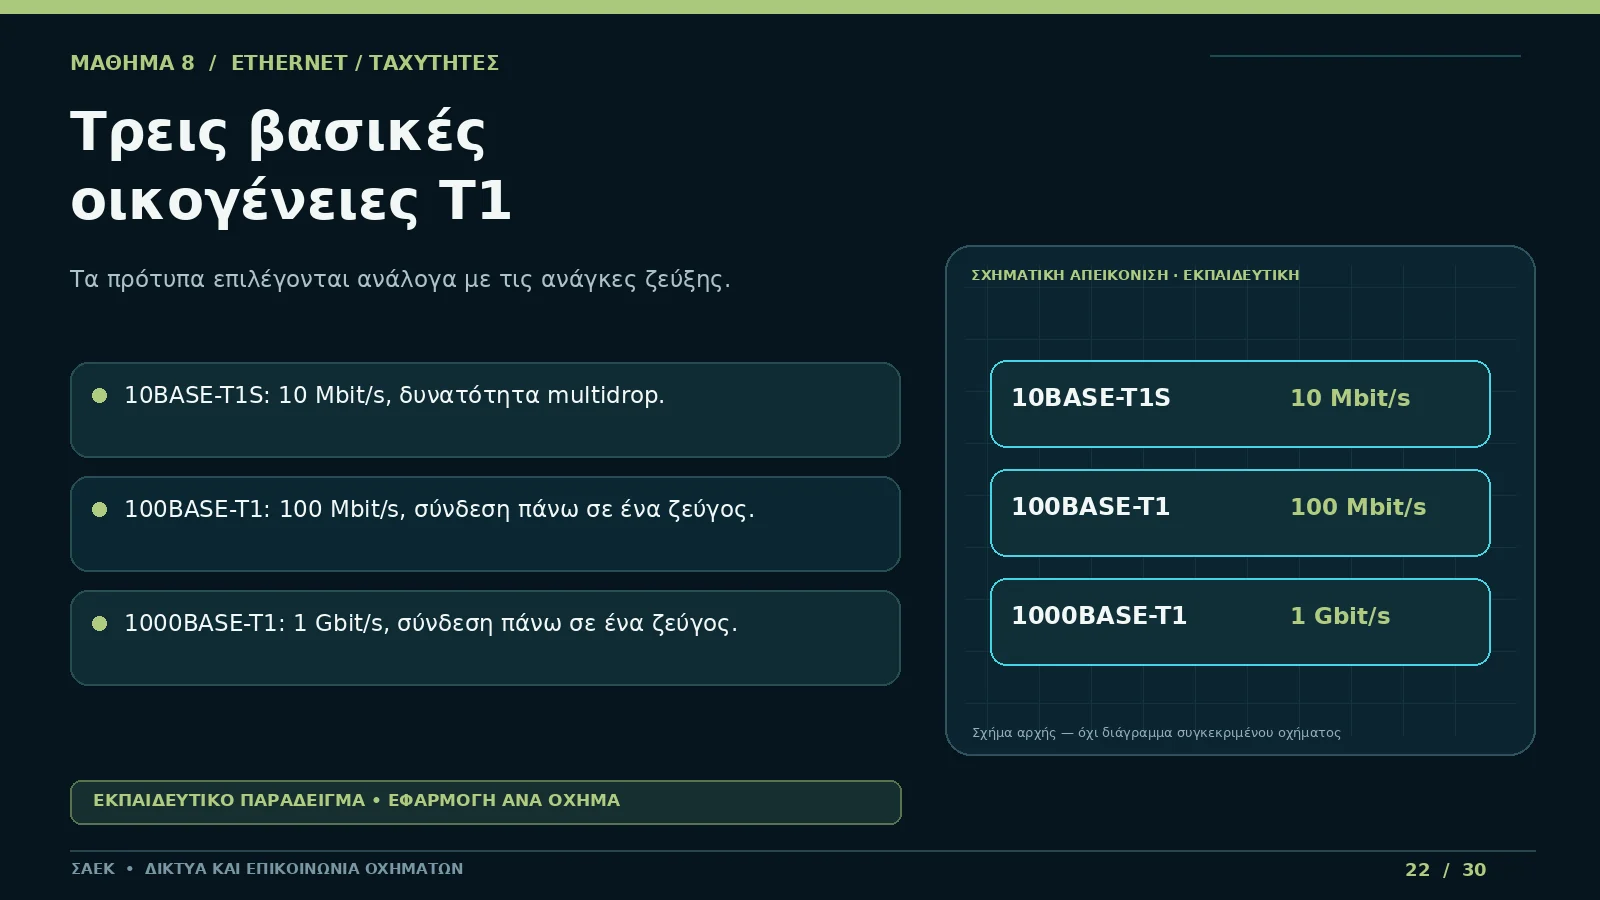 ΜΑΘΗΜΑ 8 / ETHERNET / ΤΑΧΥΤΗΤΕΣ
Τρεις βασικές
οικογένειες T1
Τα πρότυπα επιλέγονται ανάλογα με τις ανάγκες ζεύξης.
10BASE-T1S: 10 Mbit/s, δυνατότητα multidrop.
100BASE-T1: 100 Mbit/s, σύνδεση πάνω σε ένα ζεύγος.
1000BASE-T1: 1 Gbit/s, σύνδεση πάνω σε ένα ζεύγος.
ΕΚΠΑΙΔΕΥΤΙΚΟ ΠΑΡΑΔΕΙΓΜΑ • ΕΦΑΡΜΟΓΗ ΑΝΑ ΟΧΗΜΑ
ΣΧΗΜΑΤΙΚΗ ΑΠΕΙΚΟΝΙΣΗ · ΕΚΠΑΙΔΕΥΤΙΚΗ
10BASE-T1S 10 Mbit/s
100BASE-T1 100 Mbit/s
1000BASE-T1 1 Gbit/s
Σχήμα αρχής — όχι διάγραμμα συγκεκριμένου οχήματος
ΣΑΕΚ • ΔΙΚΤΥΑ ΚΑΙ ΕΠΙΚΟΙΝΩΝΙΑ ΟΧΗΜΑΤΩΝ
22 / 30